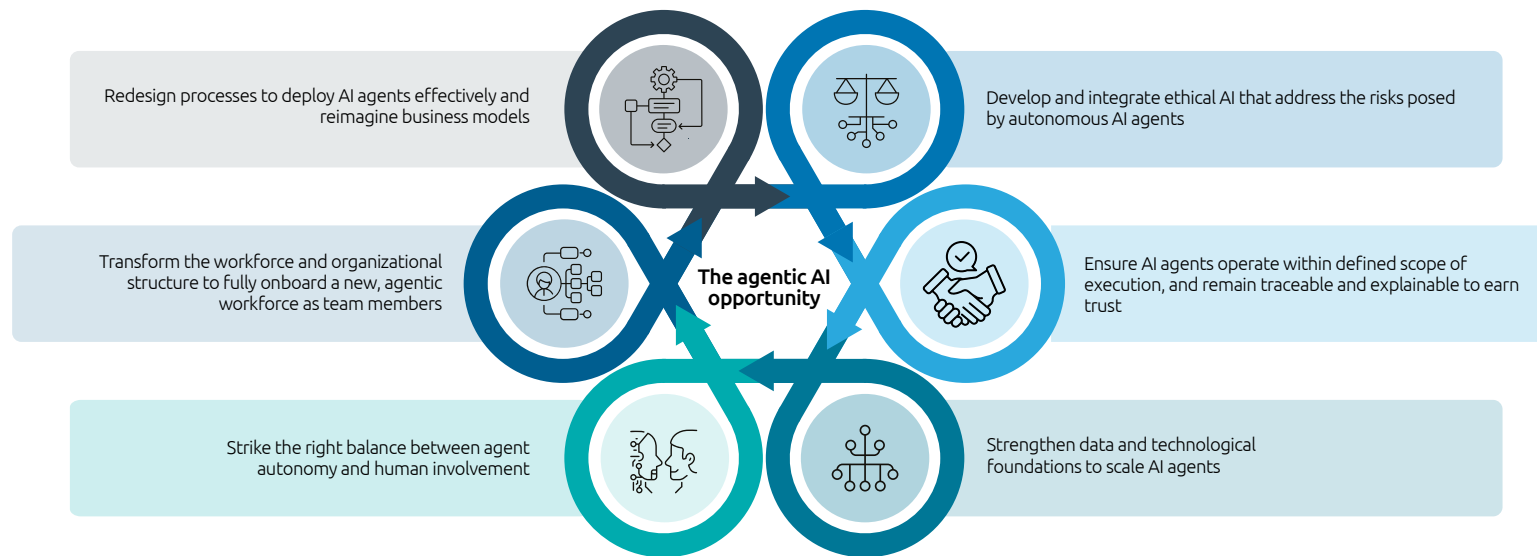 Redesign processes to deploy AI agents effectively and
reimagine business models
Develop and integrate ethical AI that address the risks posed
by autonomous AI agents
Transform the workforce and organizational
structure to fully onboard a new, agentic
workforce as team members
The agentic AI
opportunity
Ensure AI agents operate within defined scope of
execution, and remain traceable and explainable to earn
trust
Strike the right balance between agent
autonomy and human involvement
Strengthen data and technological
foundations to scale AI agents